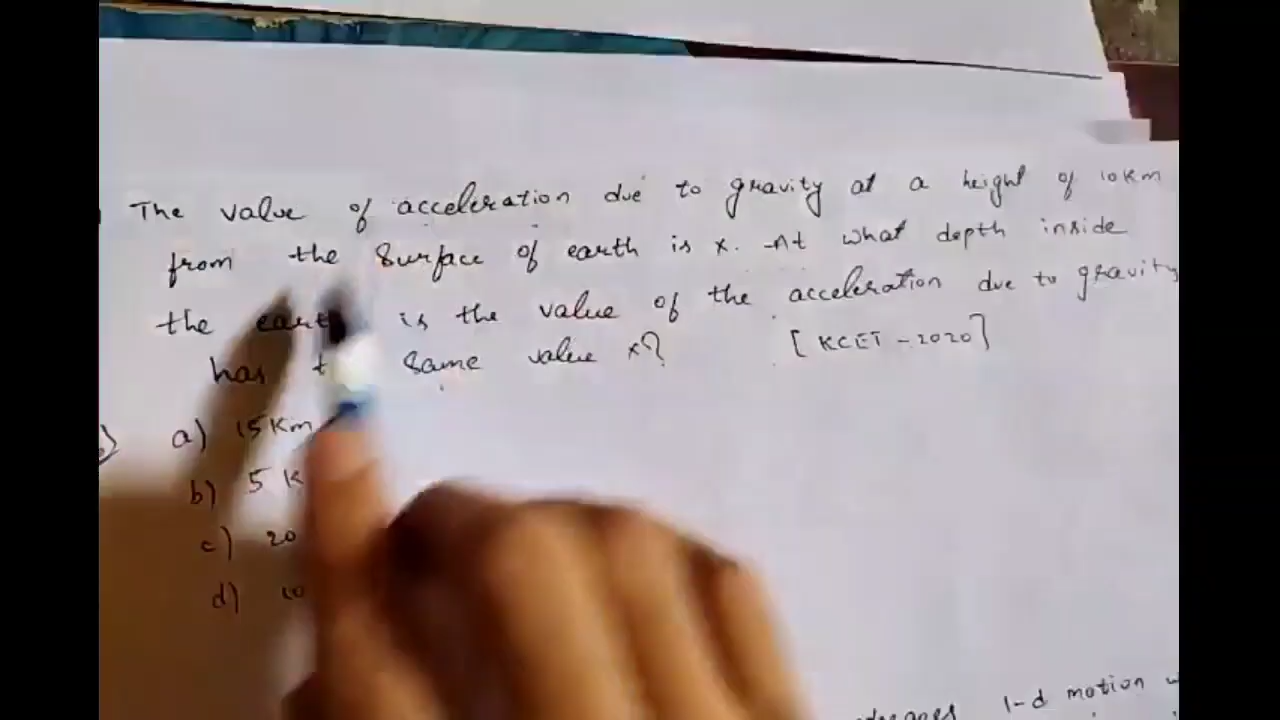 The value of acceleration due to gravity at a height of 10Km
from the surface of earth is x. At what depth inside
the earth is the value of the acceleration due to gravity
has same value x?
[KCET - 2020]
a) 15Km
b) 5 K
c) 20
d) 10
1-d motion